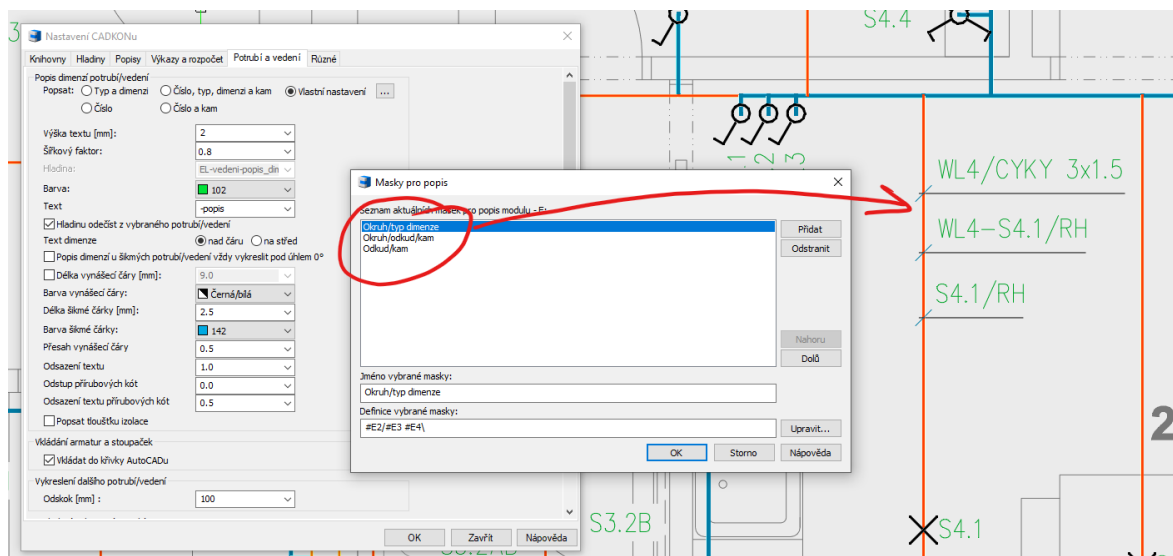 S4.4
3
Nastavení CADKONu
Knihovny Hladiny Popisy Výkazy a rozpočet Potrubí a vedení Různé
Popis dimenzí potrubí/vedení
Popsat: Typ a dimenzi Číslo, typ, dimenzi a kam Vlastní nastavení ...
Číslo Číslo a kam
Výška textu [mm]: 2
Šířkový faktor: 0.8
Hladina: EL-vedeni-popis_din
Barva: 102
Text -popis
Hladinu odečíst z vybraného potrubí/vedení
Text dimenze nad čáru na střed
Popis dimenzí u šikmých potrubí/vedení vždy vykreslit pod úhlem 0°
Délka vynášecí čáry [mm]: 9.0
Barva vynášecí čáry: Černá/bílá
Délka šikmé čárky [mm]: 2.5
Barva šikmé čárky: 142
Přesah vynášecí čáry 0.5
Odsazení textu 1.0
Odstup přírubových kót 0.0
Odsazení textu přírubových kót 0.5
Popsat tloušťku izolace
Vkládání armatur a stoupaček
Vkládat do křivky AutoCADu
Vykreslení dalšího potrubí/vedení
Odskok [mm] : 100
OK Zavřít Nápověda
Masky pro popis
Seznam aktuálních masek pro popis modulu - E:
Okruh/typ dimenze
Okruh/odkud/kam
Odkud/kam
Přidat
Odstranit
Nahoru
Dolů
Jméno vybrané masky:
Okruh/typ dimenze
Definice vybrané masky:
#E2/#E3 #E4\
Upravit...
OK Storno Nápověda
1
2
3
WL4/CYKY 3x1.5
WL4-S4.1/RH
S4.1/RH
2
S3.2B
S4.1